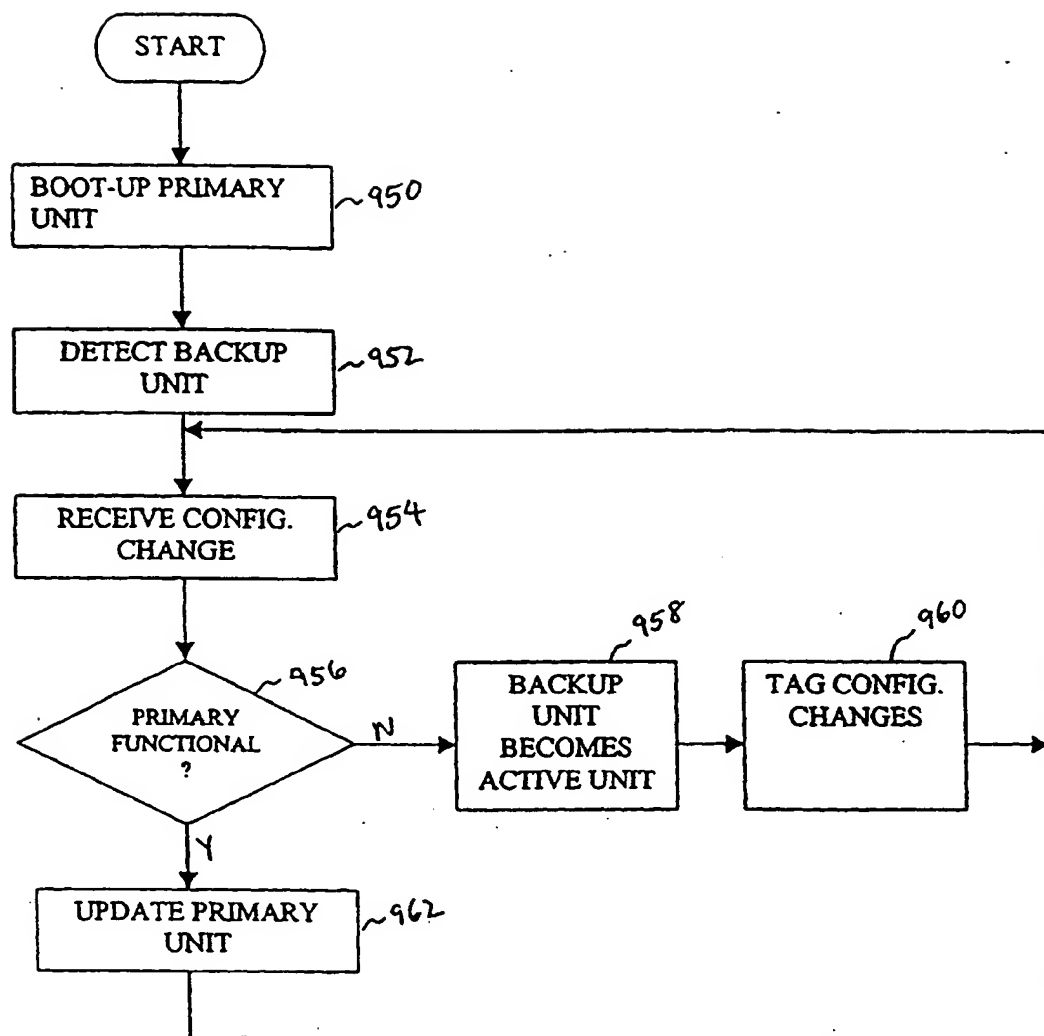 START
BOOT-UP PRIMARY
UNIT
~950
DETECT BACKUP
UNIT
~952
RECEIVE CONFIG.
CHANGE
~954
PRIMARY
FUNCTIONAL
?
956
N
BACKUP
UNIT
BECOMES
ACTIVE UNIT
958
TAG CONFIG.
CHANGES
960
Y
UPDATE PRIMARY
UNIT
~962